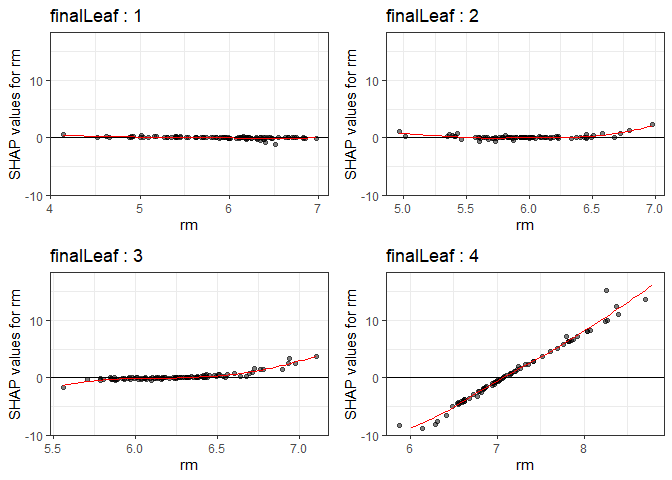 finalLeaf : 1
SHAP values for rm
10
0
-10
4
5
6
7
rm
finalLeaf : 2
SHAP values for rm
10
0
-10
5.0
5.5
6.0
6.5
7.0
rm
finalLeaf : 3
SHAP values for rm
10
0
-10
5.5
6.0
6.5
7.0
rm
finalLeaf : 4
SHAP values for rm
10
0
-10
6
7
8
rm